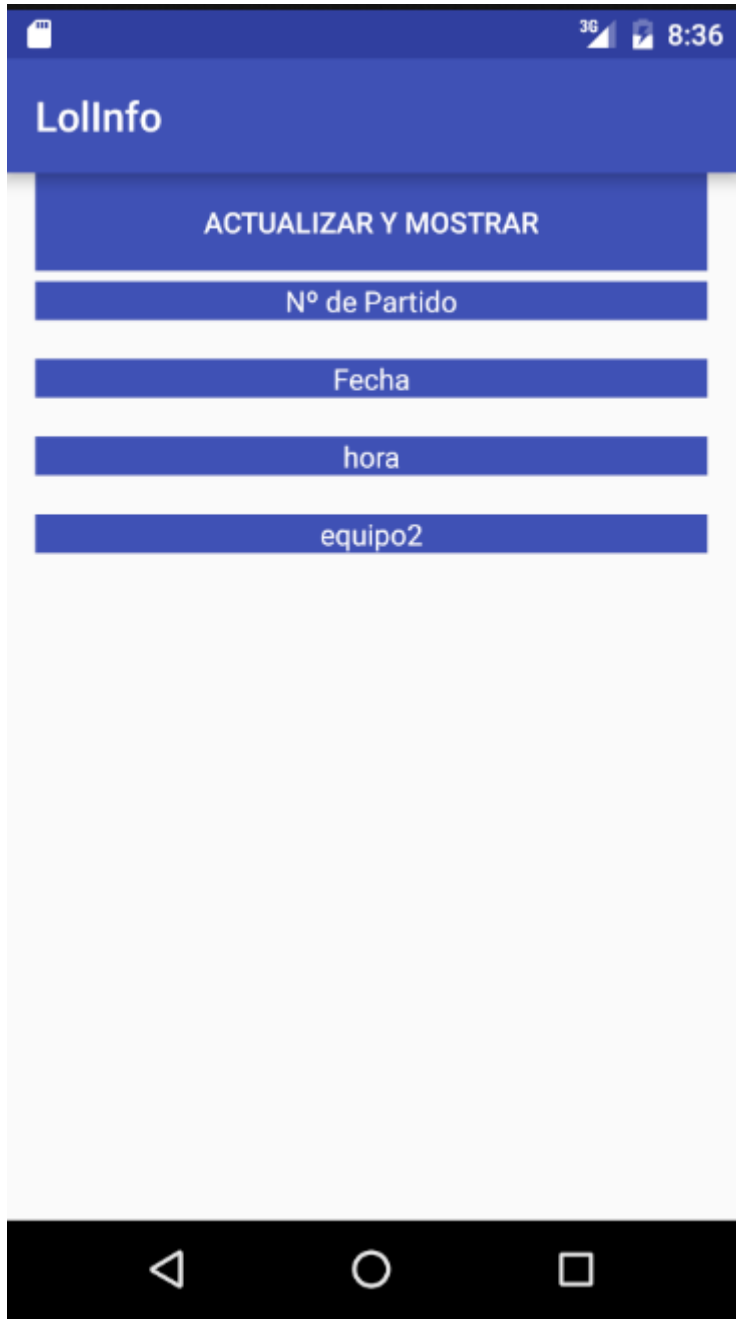 3G 8:36
LolInfo
ACTUALIZAR Y MOSTRAR
Nº de Partido
Fecha
hora
equipo2